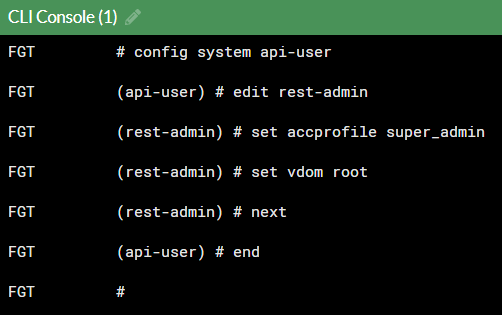 CLI Console (1)
FGT # config system api-user
FGT (api-user) # edit rest-admin
FGT (rest-admin) # set accprofile super_admin
FGT (rest-admin) # set vdom root
FGT (rest-admin) # next
FGT (api-user) # end
FGT #